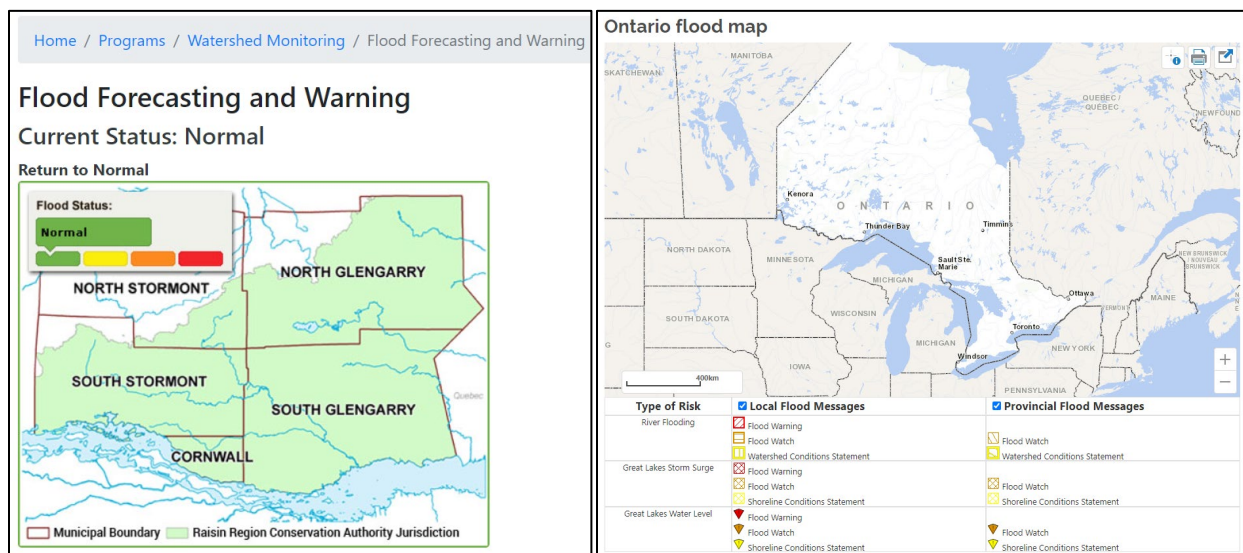 Home / Programs / Watershed Monitoring / Flood Forecasting and Warning
Flood Forecasting and Warning
Current Status: Normal
Return to Normal
Flood Status:
Normal
NORTH GLENGARRY
NORTH STORMONT
SOUTH STORMONT
Quebec
SOUTH GLENGARRY
CORNWALL
Municipal Boundary Raisin Region Conservation Authority Jurisdiction
Ontario flood map
MANITOBA
SASKATCHEWAN
QUEBEC /
QUÉBEC
NEWFOUND
Kenora
ONTARIO
Thunder Bay
Timmins
NORTH DAKOTA
MINNESOTA
Sault Ste.
Marie
NEW BRUNSWICK
/ NOUVEAU
BRUNSWICK
MICHIGAN
Ottawa
MAINE
SOUTH DAKOTA
WISCONSIN
VERMONT
Toronto
MICHIGAN
NEW YORK
Windsor
IOWA
PENNSYLVANIA
400km
Type of Risk Local Flood Messages Provincial Flood Messages
River Flooding Flood Warning
Flood Watch Flood Watch
Watershed Conditions Statement Watershed Conditions Statement
Great Lakes Storm Surge Flood Warning
Flood Watch Flood Watch
Shoreline Conditions Statement Shoreline Conditions Statement
Great Lakes Water Level Flood Warning
Flood Watch Flood Watch
Shoreline Conditions Statement Shoreline Conditions Statement